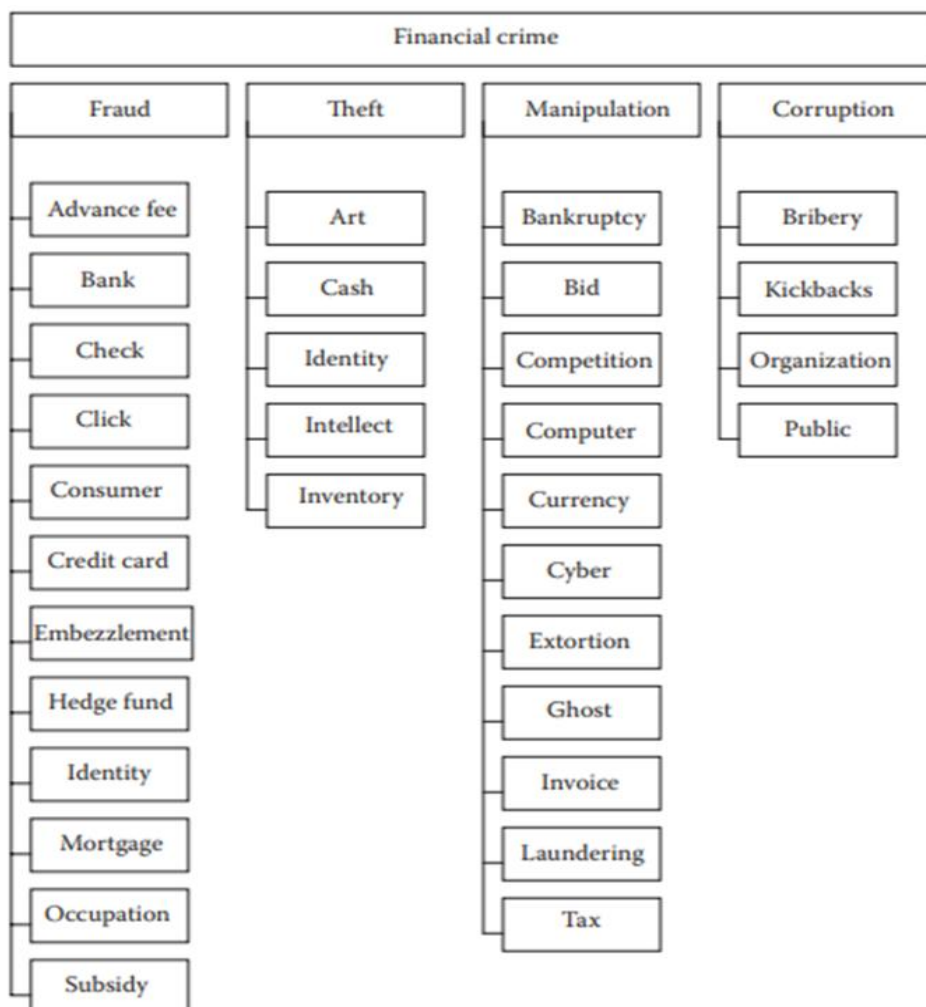 Financial crime
Fraud
Advance fee
Bank
Check
Click
Consumer
Credit card
Embezzlement
Hedge fund
Identity
Mortgage
Occupation
Subsidy
Theft
Art
Cash
Identity
Intellect
Inventory
Manipulation
Bankruptcy
Bid
Competition
Computer
Currency
Cyber
Extortion
Ghost
Invoice
Laundering
Tax
Corruption
Bribery
Kickbacks
Organization
Public